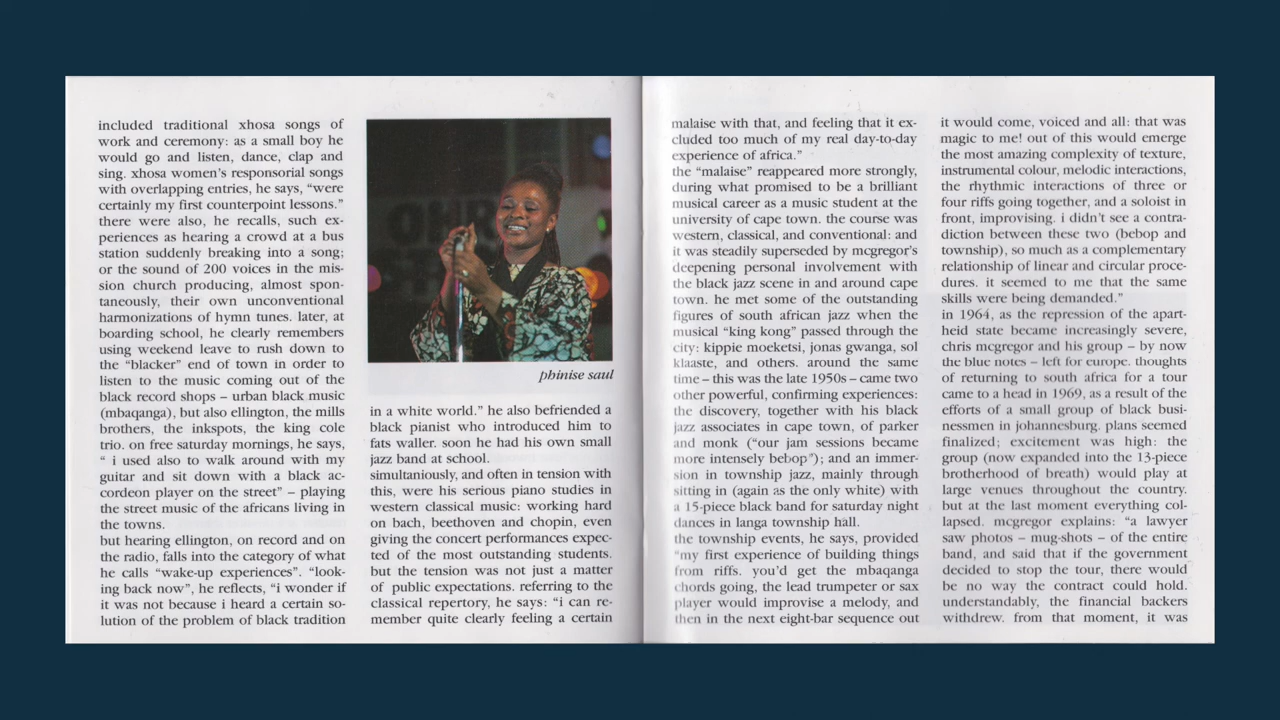 included traditional xhosa songs of
work and ceremony: as a small boy he
would go and listen, dance, clap and
sing. xhosa women's responsorial songs
with overlapping entries, he says, “were
certainly my first counterpoint lessons.”
there were also, he recalls, such ex-
periences as hearing a crowd at a bus
station suddenly breaking into a song;
or the sound of 200 voices in the mis-
sion church producing, almost spon-
taneously, their own unconventional
harmonizations of hymn tunes. later, at
boarding school, he clearly remembers
using weekend leave to rush down to
the “blacker” end of town in order to
listen to the music coming out of the
black record shops – urban black music
(mbaqanga), but also ellington, the mills
brothers, the inkspots, the king cole
trio. on free saturday mornings, he says,
“ i used also to walk around with my
guitar and sit down with a black ac-
cordeon player on the street” – playing
the street music of the africans living in
the towns.
but hearing ellington, on record and on
the radio, falls into the category of what
he calls “wake-up experiences”. “look-
ing back now”, he reflects, “i wonder if
it was not because i heard a certain so-
lution of the problem of black tradition
phinise saul
in a white world.” he also befriended a
black pianist who introduced him to
fats waller. soon he had his own small
jazz band at school.
simultaniously, and often in tension with
this, were his serious piano studies in
western classical music: working hard
on bach, beethoven and chopin, even
giving the concert performances expec-
ted of the most outstanding students.
but the tension was not just a matter
of public expectations. referring to the
classical repertory, he says: “i can re-
member quite clearly feeling a certain
malaise with that, and feeling that it ex-
cluded too much of my real day-to-day
experience of africa.”
the “malaise” reappeared more strongly,
during what promised to be a brilliant
musical career as a music student at the
university of cape town. the course was
western, classical, and conventional: and
it was steadily superseded by mcgregor's
deepening personal involvement with
the black jazz scene in and around cape
town. he met some of the outstanding
figures of south african jazz when the
musical “king kong” passed through the
city: kippie moeketsi, jonas gwanga, sol
klaaste, and others. around the same
time – this was the late 1950s – came two
other powerful, confirming experiences:
the discovery, together with his black
jazz associates in cape town, of parker
and monk (“our jam sessions became
more intensely bebop”); and an immer-
sion in township jazz, mainly through
sitting in (again as the only white) with
a 15-piece black band for saturday night
dances in langa township hall.
the township events, he says, provided
“my first experience of building things
from riffs. you'd get the mbaqanga
chords going, the lead trumpeter or sax
player would improvise a melody, and
then in the next eight-bar sequence out
it would come, voiced and all: that was
magic to me! out of this would emerge
the most amazing complexity of texture,
instrumental colour, melodic interactions,
the rhythmic interactions of three or
four riffs going together, and a soloist in
front, improvising. i didn't see a contra-
diction between these two (bebop and
township), so much as a complementary
relationship of linear and circular proce-
dures. it seemed to me that the same
skills were being demanded.”
in 1964, as the repression of the apart-
heid state became increasingly severe,
chris mcgregor and his group – by now
the blue notes – left for europe. thoughts
of returning to south africa for a tour
came to a head in 1969, as a result of the
efforts of a small group of black busi-
nessmen in johannesburg. plans seemed
finalized; excitement was high: the
group (now expanded into the 13-piece
brotherhood of breath) would play at
large venues throughout the country.
but at the last moment everything col-
lapsed. mcgregor explains: “a lawyer
saw photos – mug-shots – of the entire
band, and said that if the government
decided to stop the tour, there would
be no way the contract could hold.
understandably, the financial backers
withdrew. from that moment, it was